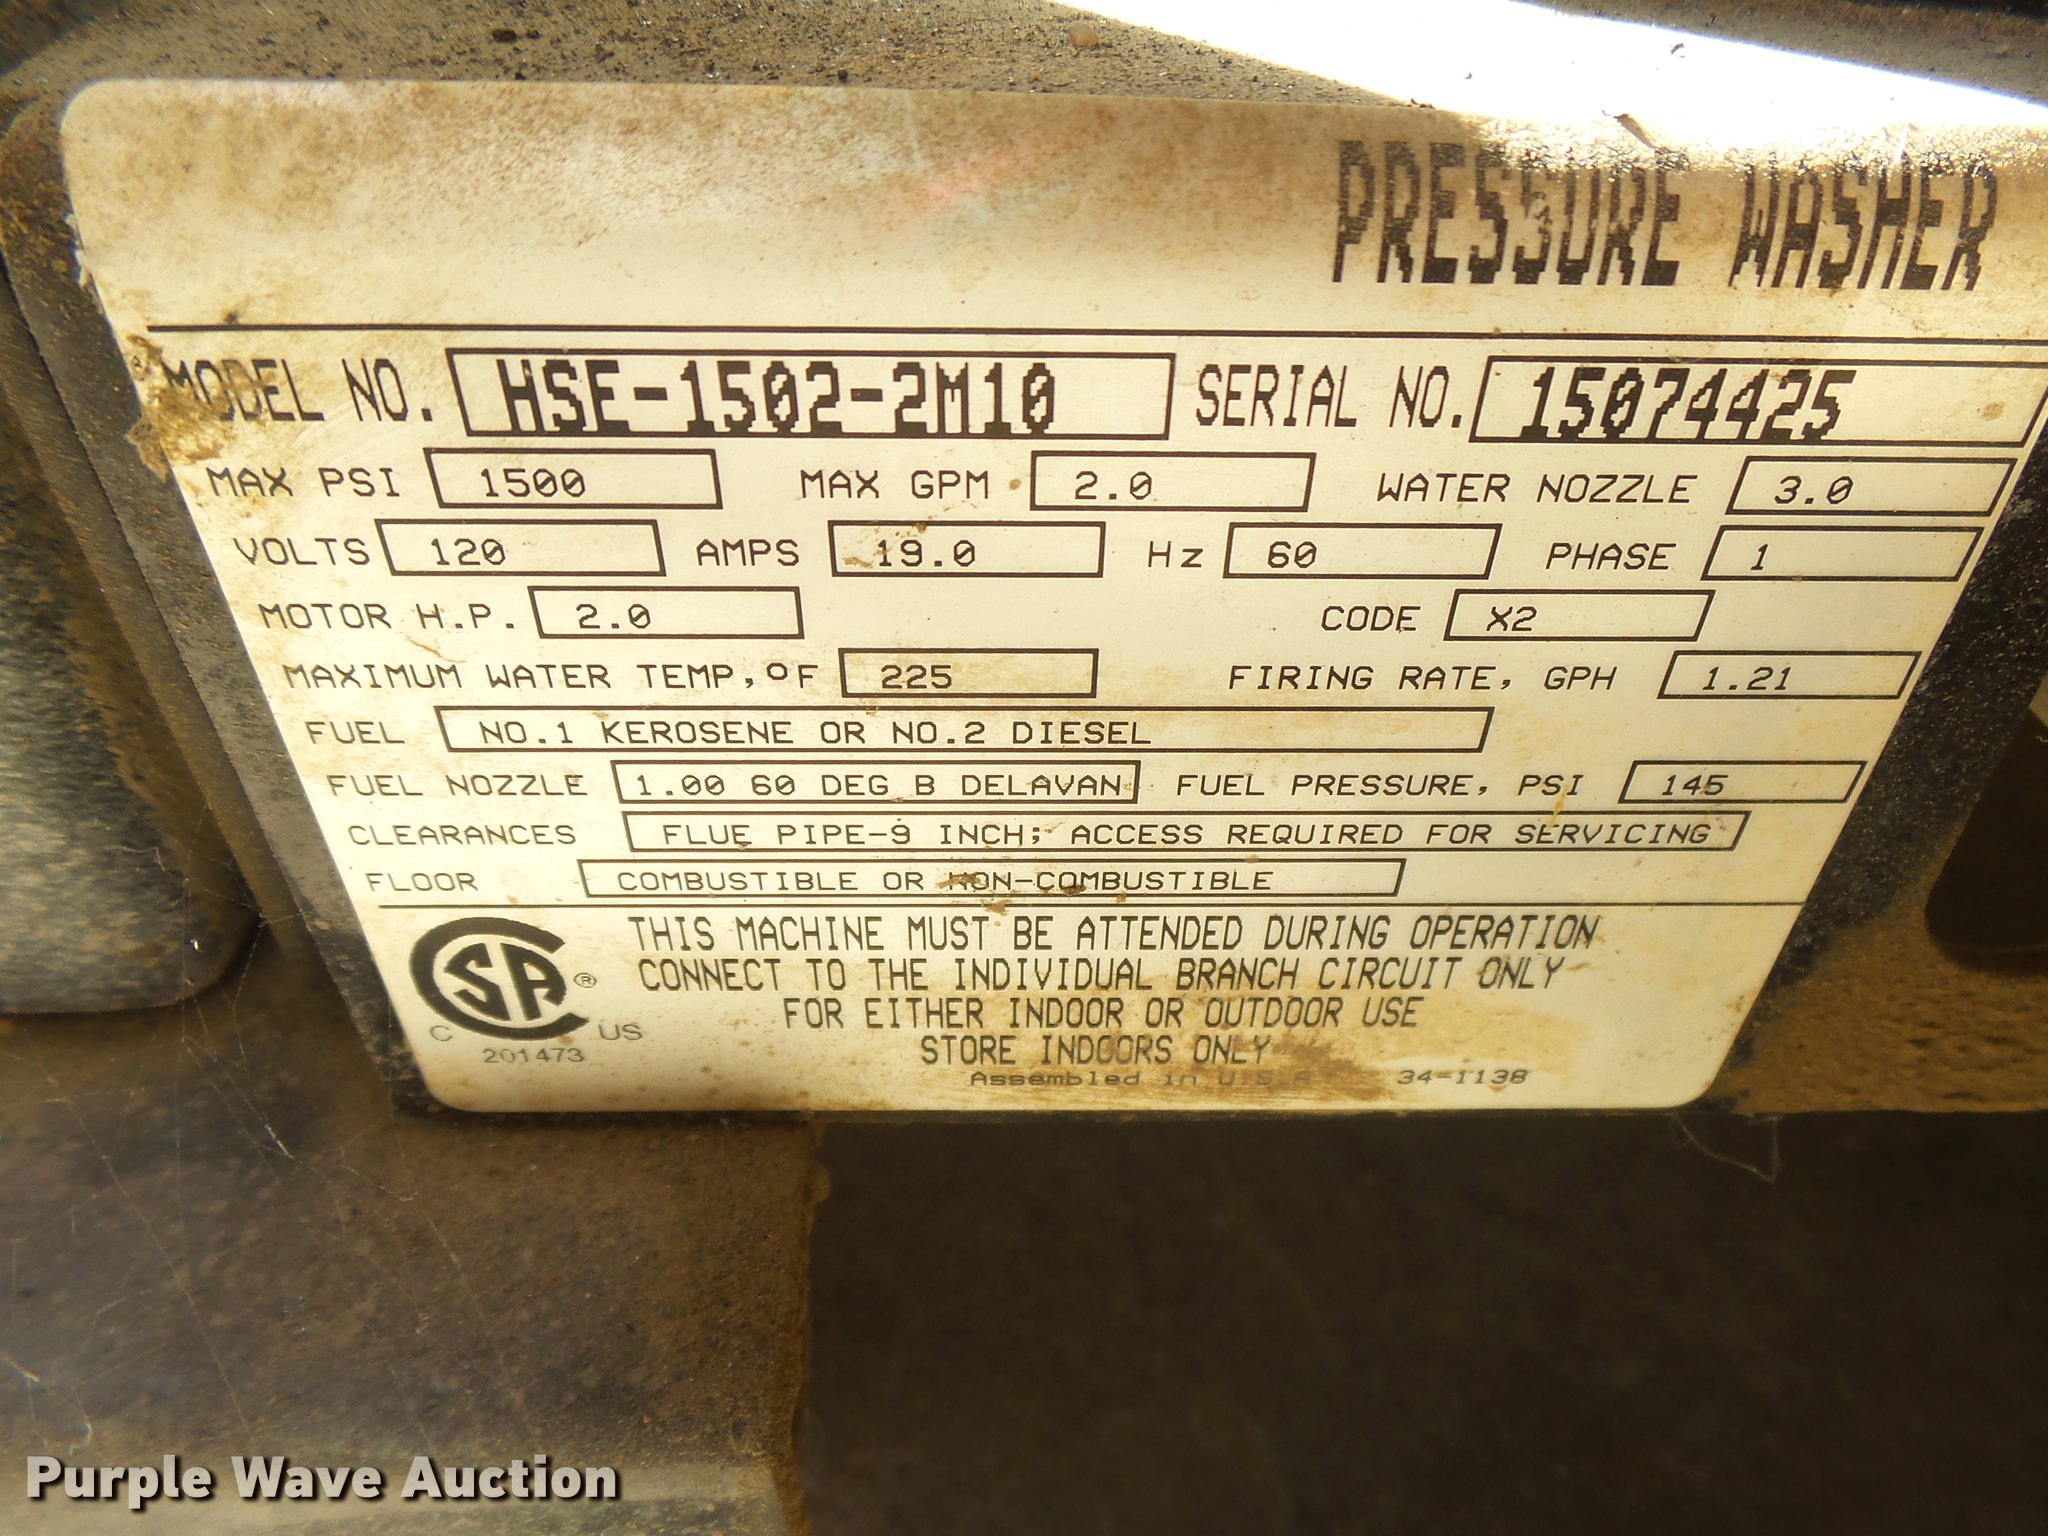 PRESSURE WASHER
MODEL NO. HSE-1502-2M10 SERIAL NO. 15074425
MAX PSI 1500 MAX GPM 2.0 WATER NOZZLE 3.0
VOLTS 120 AMPS 19.0 Hz 60 PHASE 1
MOTOR H.P. 2.0 CODE X2
MAXIMUM WATER TEMP,°F 225 FIRING RATE, GPH 1.21
FUEL NO.1 KEROSENE OR NO.2 DIESEL
FUEL NOZZLE 1.00 60 DEG B DELAVAN FUEL PRESSURE, PSI 145
CLEARANCES FLUE PIPE-9 INCH; ACCESS REQUIRED FOR SERVICING
FLOOR COMBUSTIBLE OR NON-COMBUSTIBLE
THIS MACHINE MUST BE ATTENDED DURING OPERATION
CONNECT TO THE INDIVIDUAL BRANCH CIRCUIT ONLY
FOR EITHER INDOOR OR OUTDOOR USE
STORE INDOORS ONLY
Assembled in U.S.A 34-1138
CSA ®
C US
201473
Purple Wave Auction